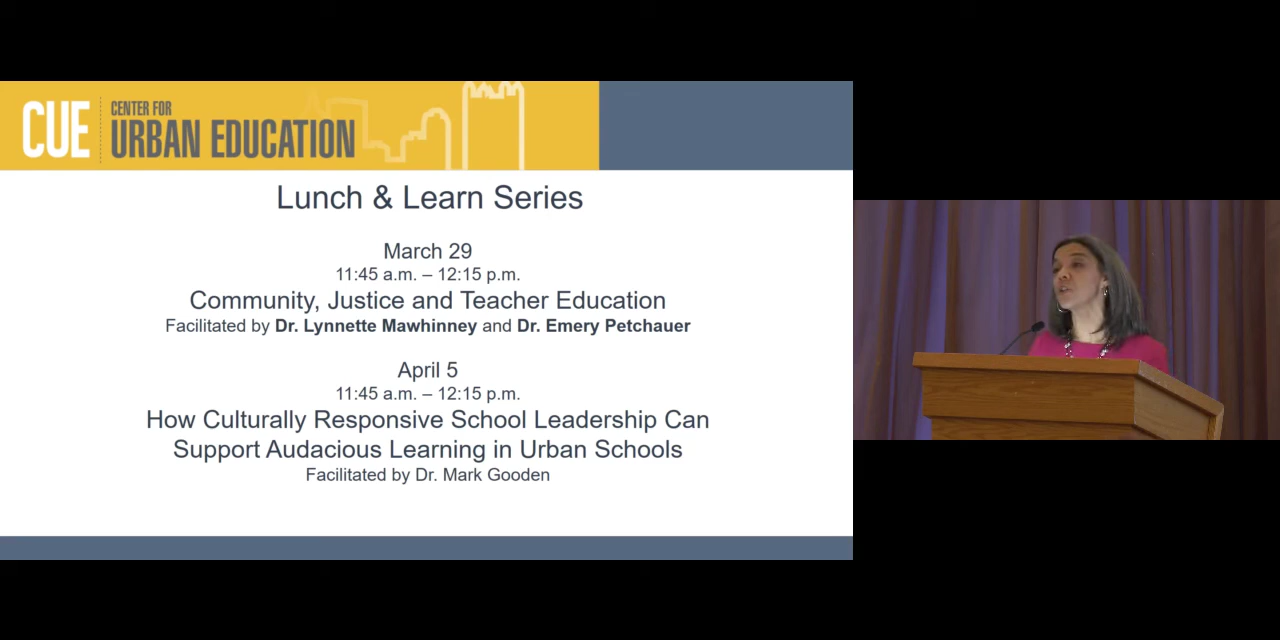 CUE
CENTER FOR
URBAN EDUCATION
Lunch & Learn Series
March 29
11:45 a.m. – 12:15 p.m.
Community, Justice and Teacher Education
Facilitated by Dr. Lynnette Mawhinney and Dr. Emery Petchauer
April 5
11:45 a.m. – 12:15 p.m.
How Culturally Responsive School Leadership Can
Support Audacious Learning in Urban Schools
Facilitated by Dr. Mark Gooden